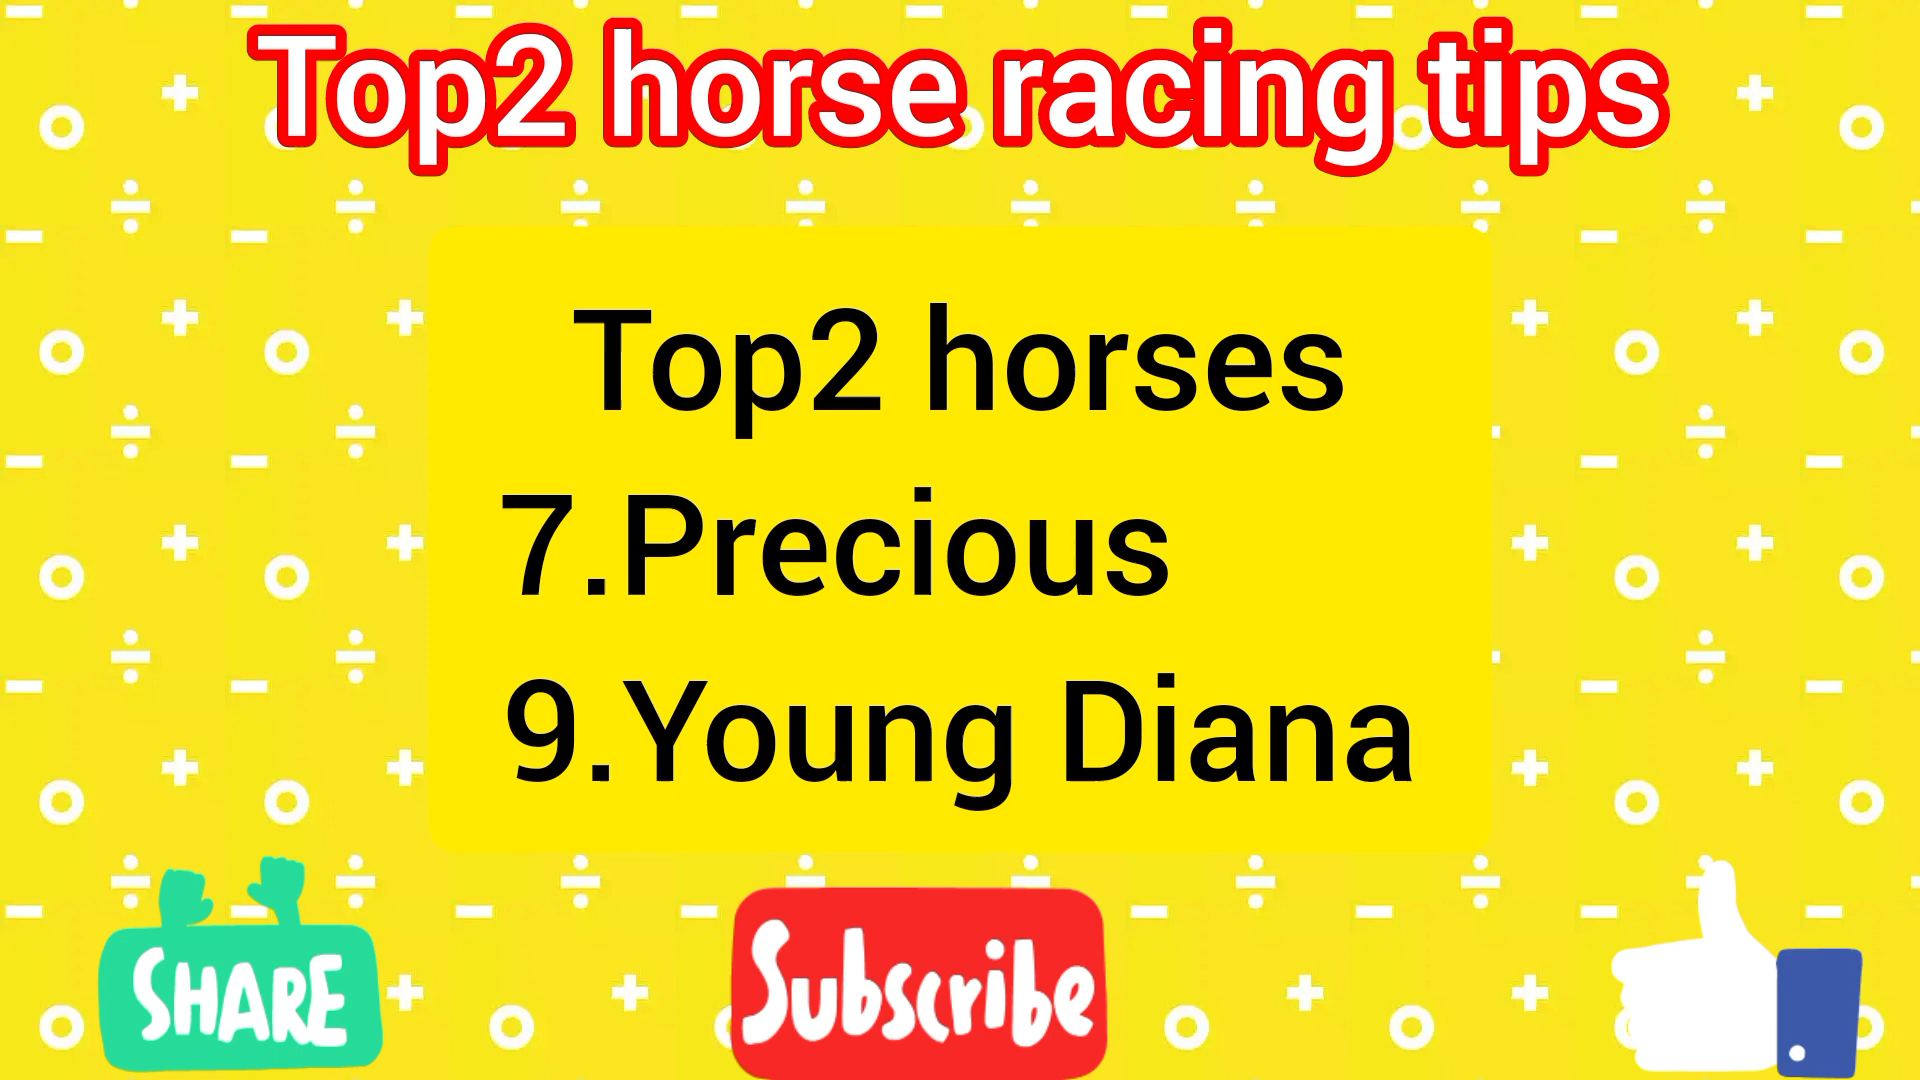 Top2 horse racing tips
Top2 horses
7.Precious
9.Young Diana
SHARE
Subscribe